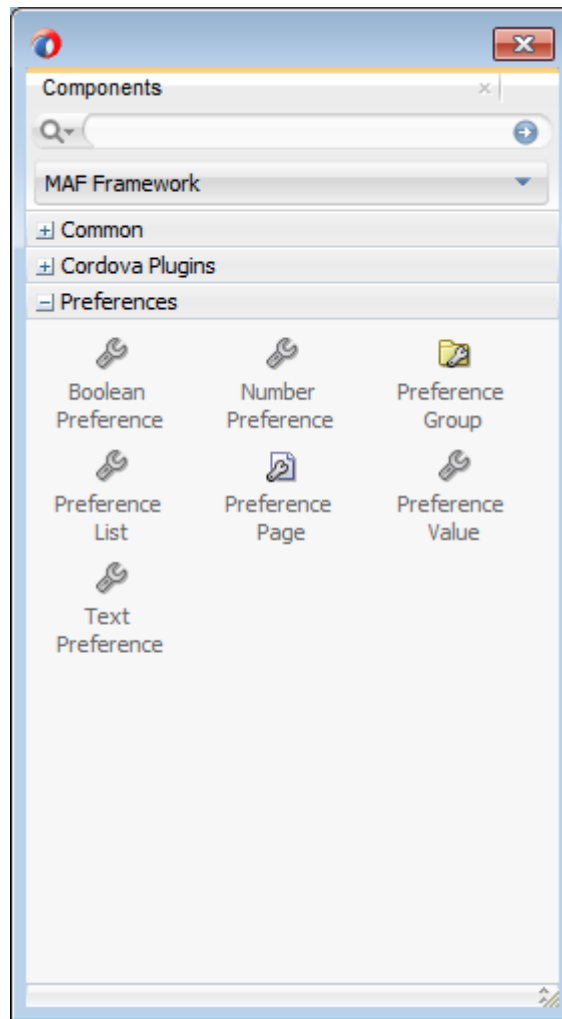 Components
MAF Framework
Common
Cordova Plugins
Preferences
Boolean Number Preference
Preference Preference Group
Preference Preference Preference
List Page Value
Text
Preference